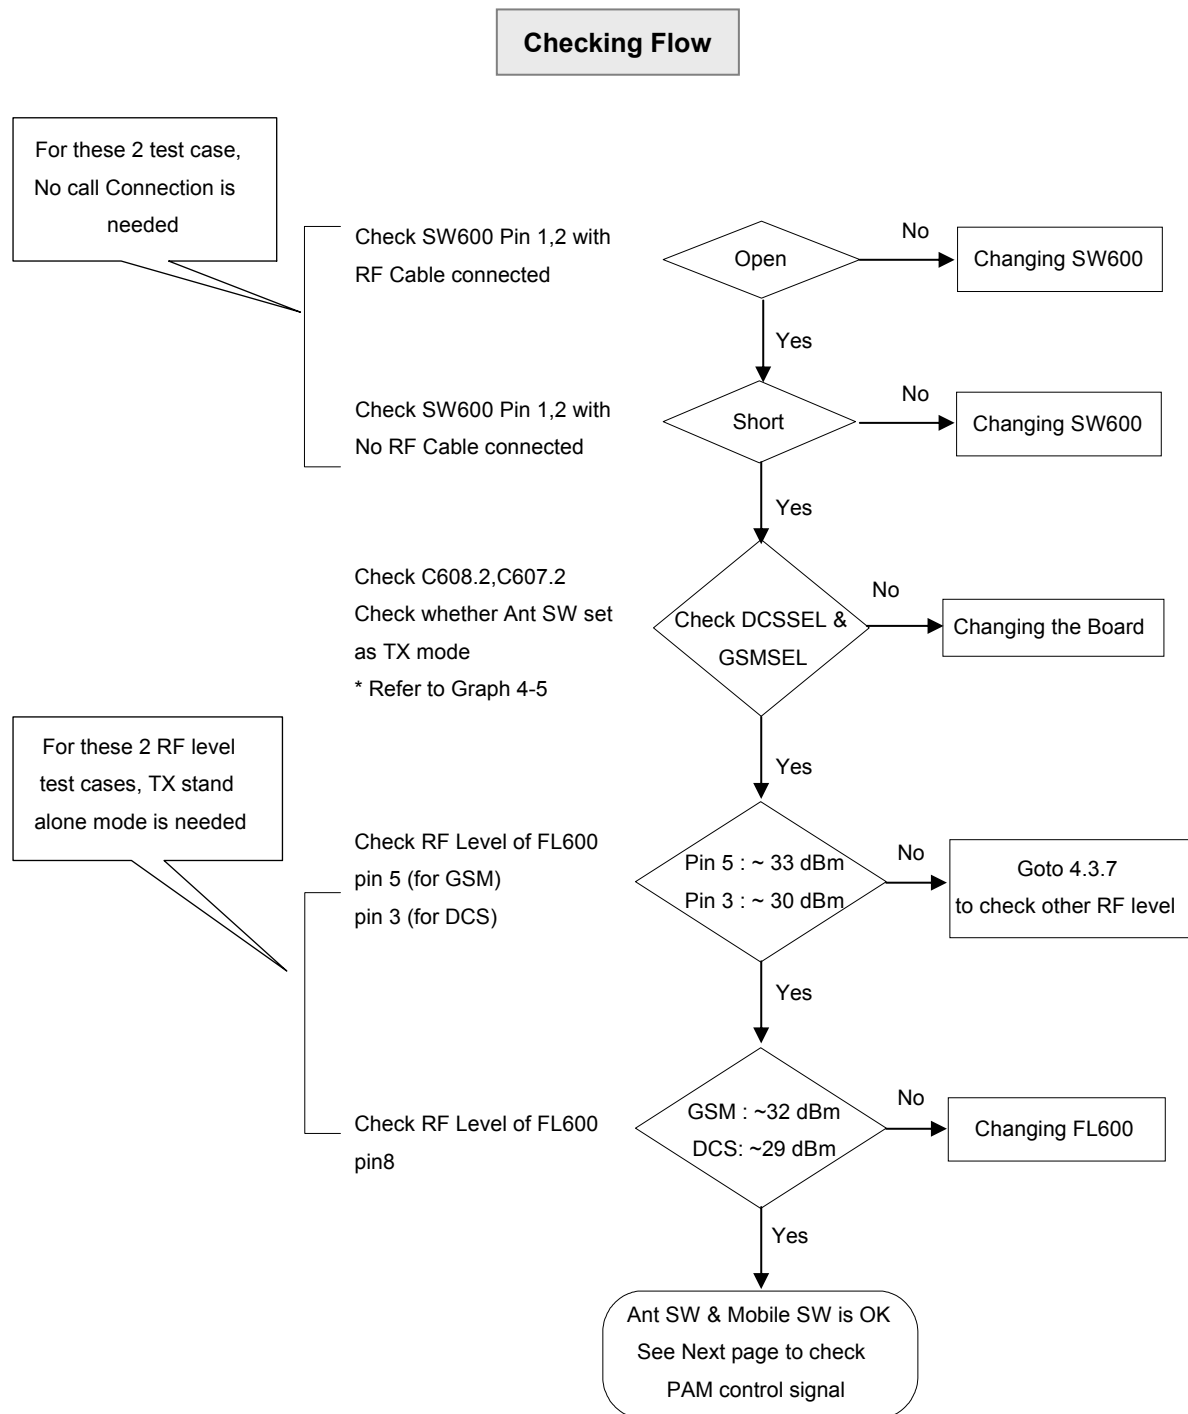 Checking Flow
For these 2 test case,
No call Connection is
needed
Check SW600 Pin 1,2 with
RF Cable connected
Open
No
Changing SW600
Yes
Check SW600 Pin 1,2 with
No RF Cable connected
Short
No
Changing SW600
Yes
Check C608.2,C607.2
Check whether Ant SW set
as TX mode
* Refer to Graph 4-5
Check DCSSEL &
GSMSEL
No
Changing the Board
Yes
For these 2 RF level
test cases, TX stand
alone mode is needed
Check RF Level of FL600
pin 5 (for GSM)
pin 3 (for DCS)
Pin 5 : ~ 33 dBm
Pin 3 : ~ 30 dBm
No
Goto 4.3.7
to check other RF level
Yes
Check RF Level of FL600
pin8
GSM : ~32 dBm
DCS: ~29 dBm
No
Changing FL600
Yes
Ant SW & Mobile SW is OK
See Next page to check
PAM control signal